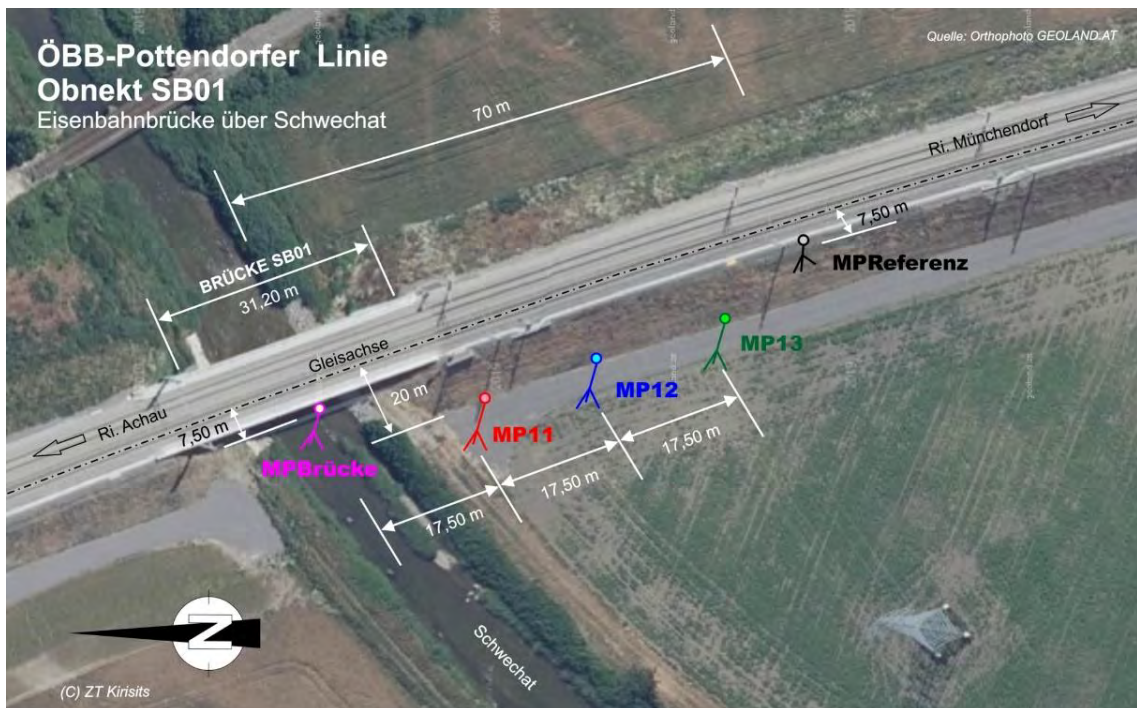 ÖBB-Pottendorfer Linie
Obnekt SB01
Eisenbahnbrücke über Schwechat
Quelle: Orthophoto GEOLAND.AT
70 m
Ri. Münchendorf
7,50 m
BRÜCKE SB01
31,20 m
MPReferenz
Gleisachse
MP13
MP12
20 m
Ri. Achau
7,50 m
MP11
MPBrücke
17,50 m
17,50 m
17,50 m
Schwechat
N
(C) ZT Kirisits